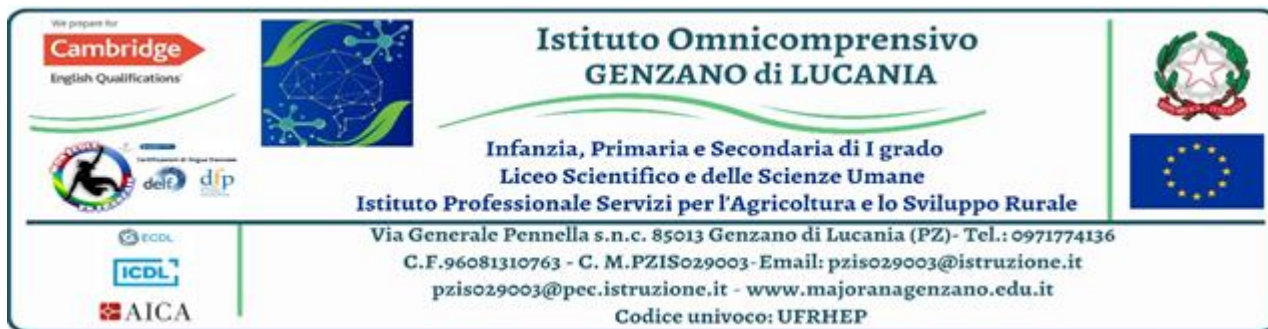 We prepare for
Cambridge
English Qualifications
Istituto Omnicomprensivo
GENZANO di LUCANIA
Infanzia, Primaria e Secondaria di I grado
Liceo Scientifico e delle Scienze Umane
Istituto Professionale Servizi per l'Agricoltura e lo Sviluppo Rurale
delf
dfp
ECDL
ICDL
AICA
Via Generale Pennella s.n.c. 85013 Genzano di Lucania (PZ)- Tel.: 0971774136
C.F.96081310763 - C. M.PZIS029003-Email: pzis029003@istruzione.it
pzis029003@pec.istruzione.it - www.majoranagenzano.edu.it
Codice univoco: UFRHEP